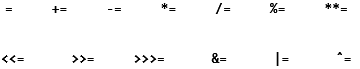 = += -= *= /= %= **=
<<= >>= >>>= &= |= ^=